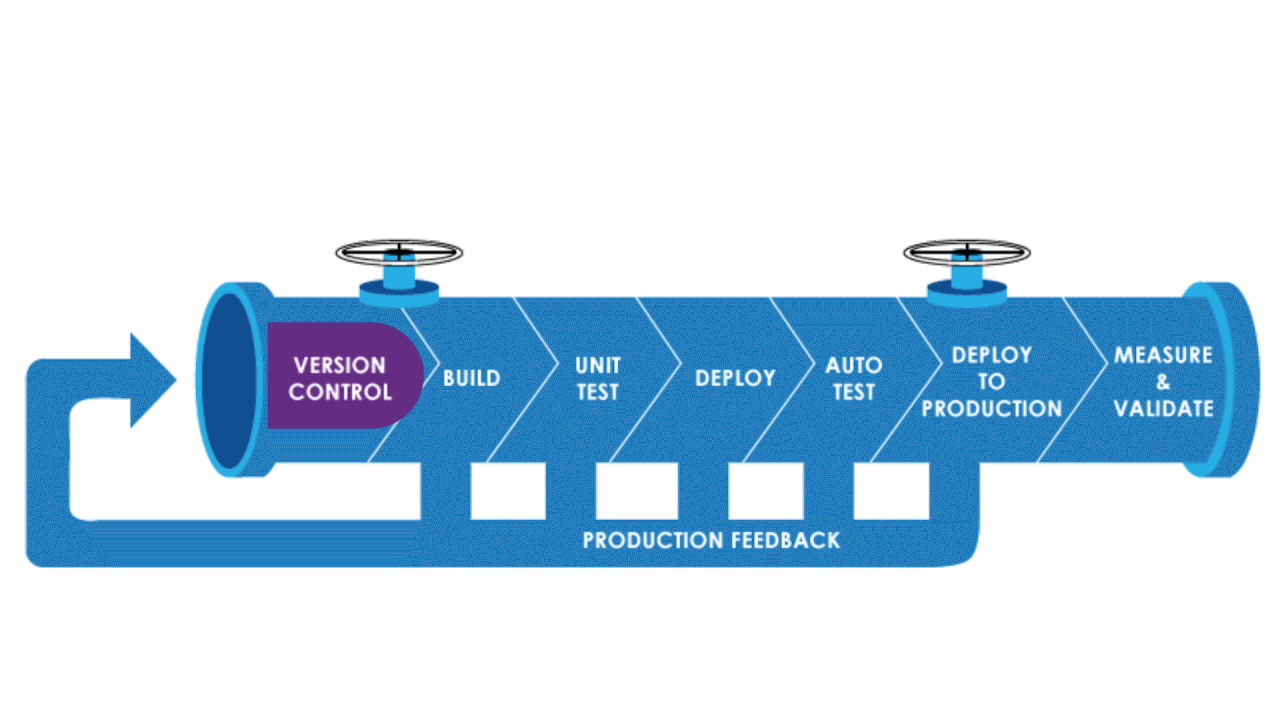 VERSION
CONTROL
BUILD
UNIT
TEST
DEPLOY
AUTO
TEST
DEPLOY
TO
PRODUCTION
MEASURE
&
VALIDATE
PRODUCTION FEEDBACK